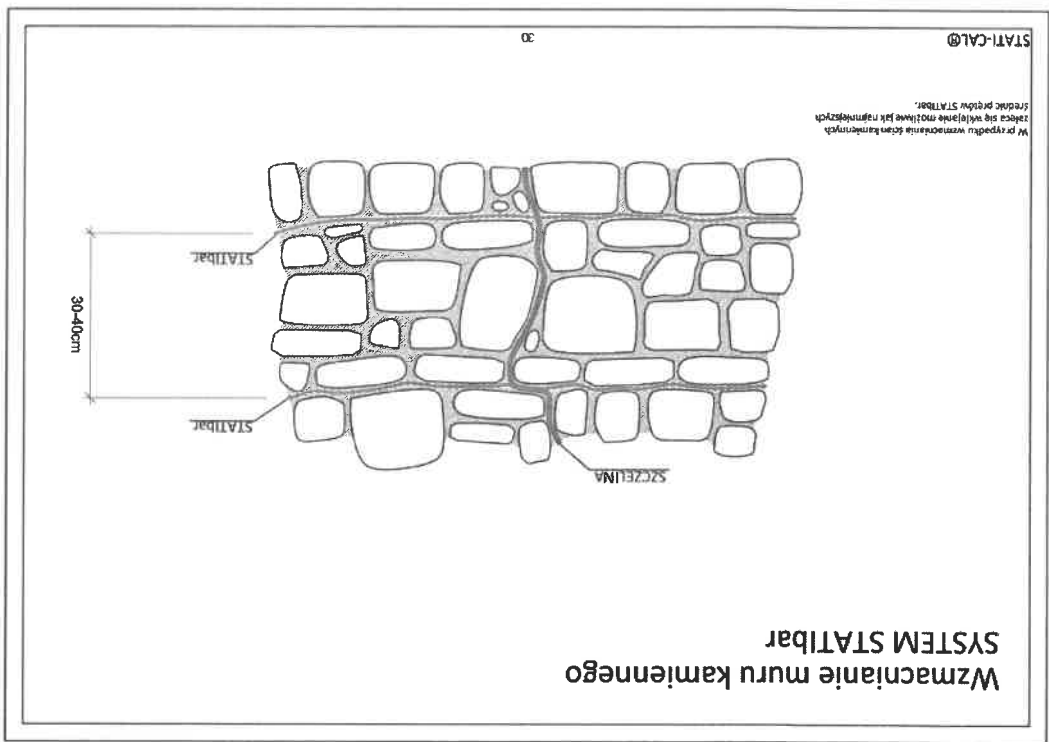 Wzmacnianie muru kamiennego
SYSTEM STATIbar
SZCZELINA
STATIbar
30-40cm
STATIbar
W przypadku wzmacniania ścian kamiennych
zaleca się wklejanie możliwie jak najmniejszych
średnic prętów STATIbar.
STATI-CAL®
30